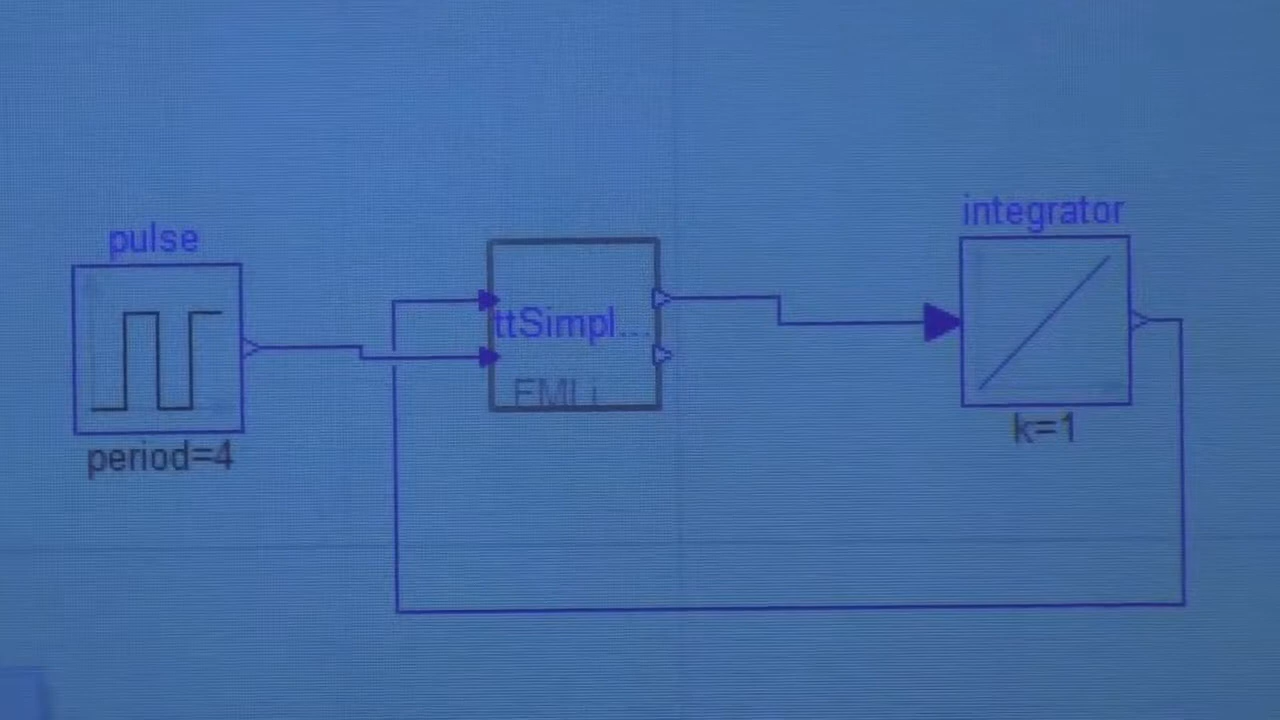 pulse
period=4
ttSimpl...
integrator
k=1